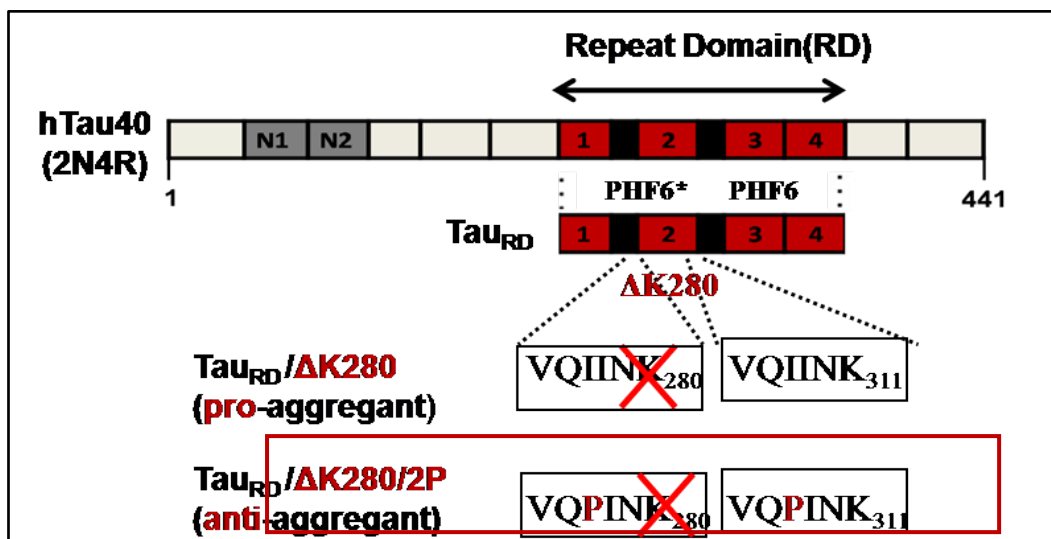 Repeat Domain(RD)
hTau40
(2N4R)
N1 N2 1 2 3 4
1 441
PHF6* PHF6
TauRD 1 2 3 4
ΔK280
TauRD/ΔK280
(pro-aggregant)
VQIINK280 VQIINK311
TauRD/ΔK280/2P
(anti-aggregant)
VQPINK280 VQPINK311